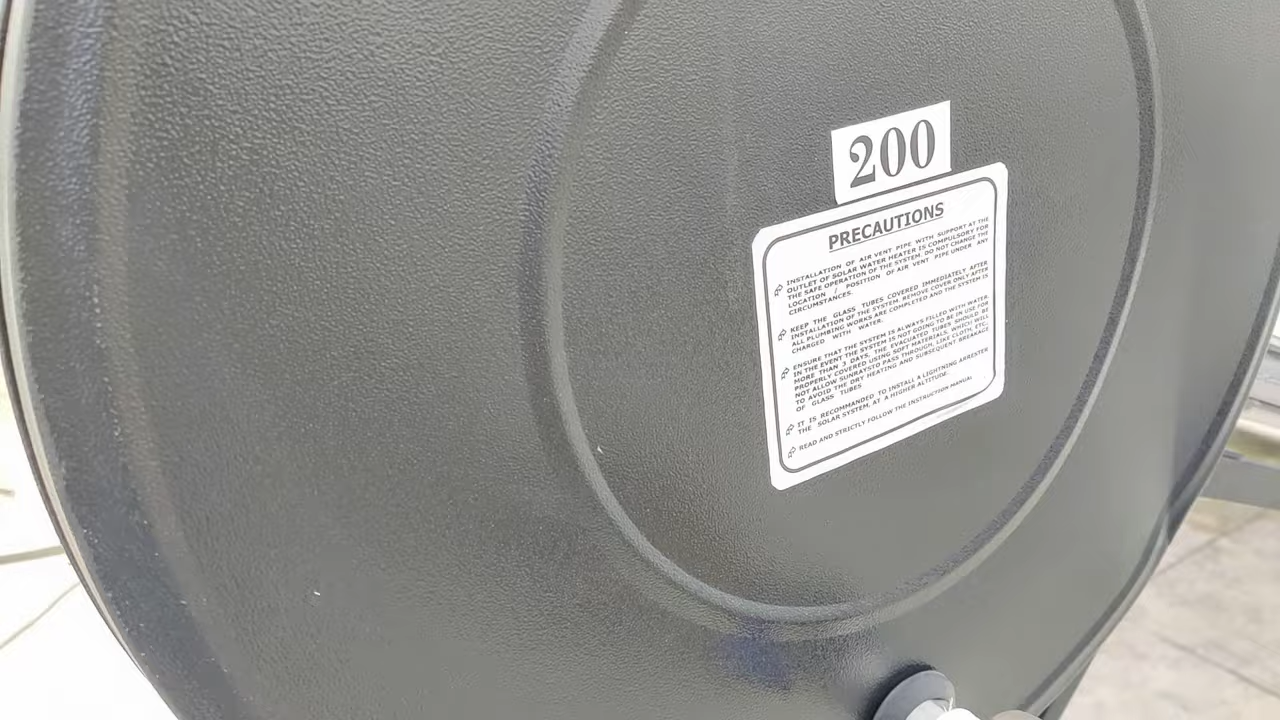 200
PRECAUTIONS
INSTALLATION OF AIR VENT PIPE WITH SUPPORT AT THE
OUTLET OF SOLAR WATER HEATER IS COMPULSORY FOR
THE SAFE OPERATION OF THE SYSTEM. DO NOT CHANGE THE
LOCATION / POSITION OF AIR VENT PIPE UNDER ANY
CIRCUMSTANCES.
KEEP THE GLASS TUBES COVERED IMMEDIATELY AFTER
INSTALLATION OF THE SYSTEM. REMOVE COVER ONLY AFTER
ALL PLUMBING WORKS ARE COMPLETED AND THE SYSTEM IS
CHARGED WITH WATER.
ENSURE THAT THE SYSTEM IS ALWAYS FILLED WITH WATER.
IN THE EVENT THE SYSTEM IS NOT GOING TO BE IN USE FOR
MORE THAN 3 DAYS, THE EVACUATED TUBES SHOULD BE
PROPERLY COVERED USING SOFT MATERIALS, WHICH WILL
NOT ALLOW SUNRAYSTO PASS THROUGH, LIKE CLOTH, ETC.,
TO AVOID THE DRY HEATING AND SUBSEQUENT BREAKAGE
OF GLASS TUBES
IT IS RECOMMANDED TO INSTALL A LIGHTNING ARRESTER
THE SOLAR SYSTEM, AT A HIGHER ALTITUDE.
READ AND STRICTLY FOLLOW THE INSTRUCTION MANUAL